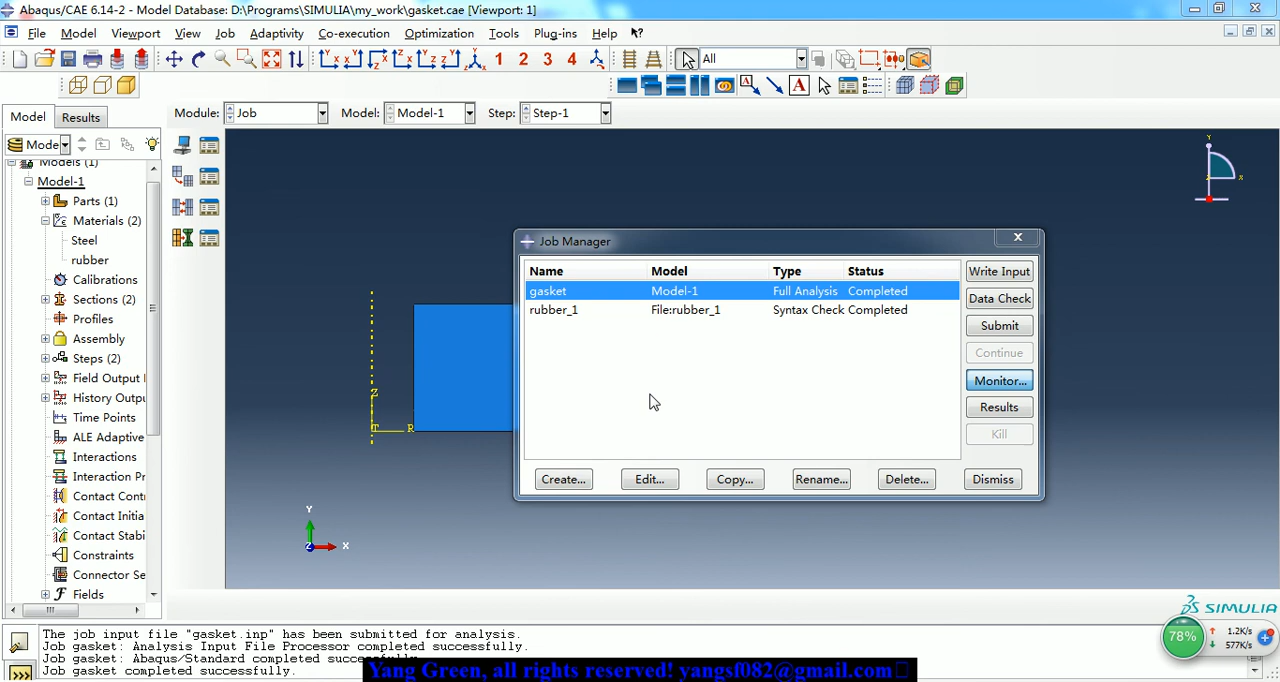 Abaqus/CAE 6.14-2 - Model Database: D:\Programs\SIMULIA\my_work\gasket.cae [Viewport: 1]
File Model Viewport View Job Adaptivity Co-execution Optimization Tools Plug-ins Help
1 2 3 4 All
A
Model Results Module: Job Model: Model-1 Step: Step-1
Mode
Models (1)
Model-1
Parts (1)
Materials (2)
Steel
rubber
Calibrations
Sections (2)
Profiles
Assembly
Steps (2)
Field Output
History Outpu
Time Points
ALE Adaptive
Interactions
Interaction Pr
Contact Contr
Contact Initia
Contact Stabi
Constraints
Connector Se
Fields
Z
T R
Y
X
Y
X
Z
Job Manager
Name Model Type Status
gasket Model-1 Full Analysis Completed
rubber_1 File:rubber_1 Syntax Check Completed
Write Input
Data Check
Submit
Continue
Monitor...
Results
Kill
Create... Edit... Copy... Rename... Delete... Dismiss
SIMULIA
78%
1.2K/s
577K/s
The job input file "gasket.inp" has been submitted for analysis.
Job gasket: Analysis Input File Processor completed successfully.
Job gasket: Abaqus/Standard completed successfully.
Job gasket completed successfully.
Yang Green, all rights reserved! yangsf082@gmail.com